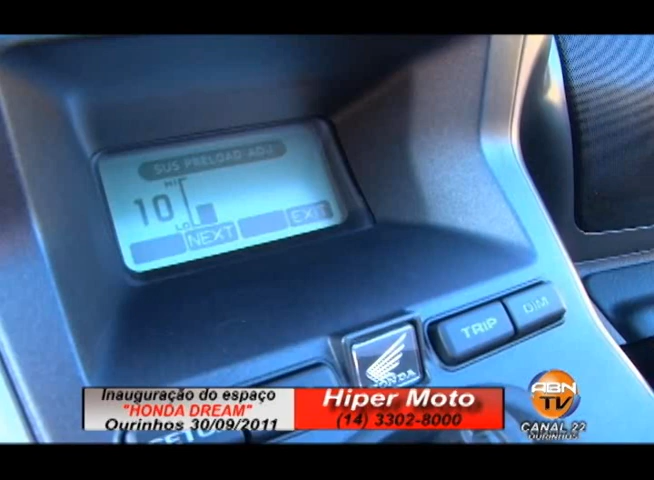 SUS PRELOAD ADJ
HI
10
LO
NEXT
EXIT
TRIP
DIM
HONDA
Inauguração do espaço
"HONDA DREAM"
Ourinhos 30/09/2011
Hiper Moto
(14) 3302-8000
ABN
TV
CANAL 22
OURINHOS